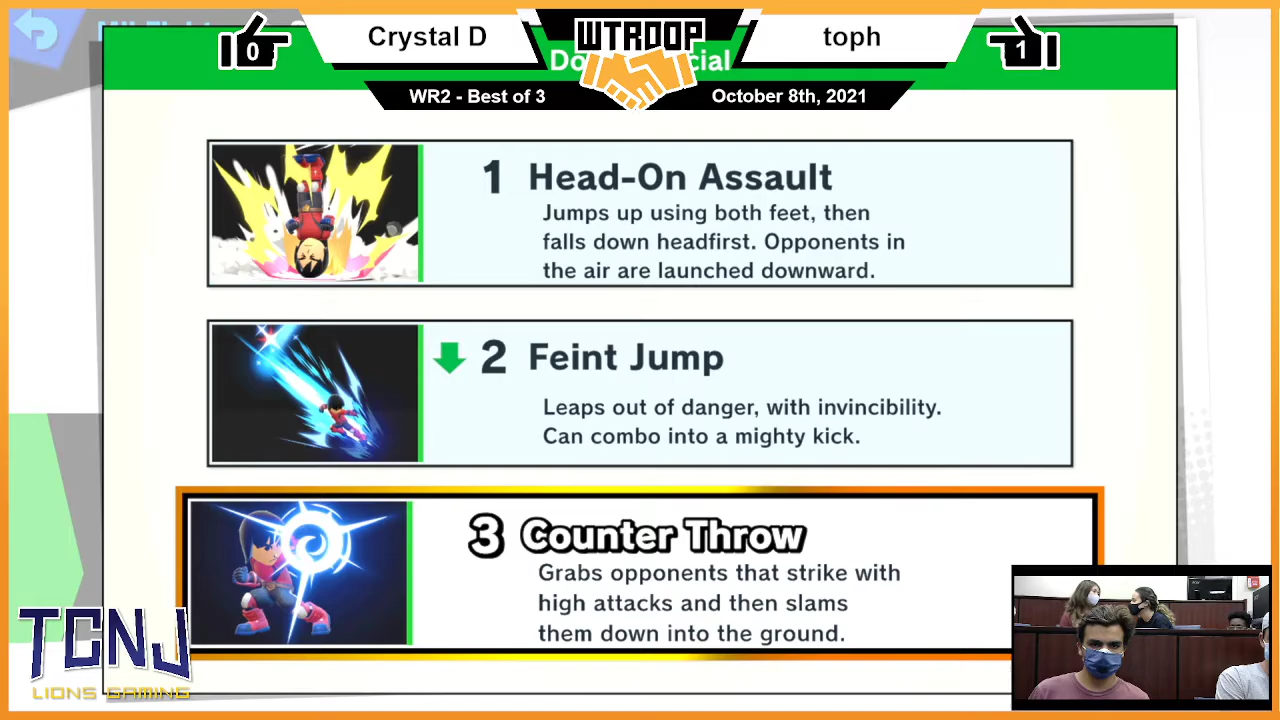 0
Crystal D
WTROOP
toph
1
WR2 - Best of 3
October 8th, 2021
1 Head-On Assault
Jumps up using both feet, then
falls down headfirst. Opponents in
the air are launched downward.
2 Feint Jump
Leaps out of danger, with invincibility.
Can combo into a mighty kick.
3 Counter Throw
Grabs opponents that strike with
high attacks and then slams
them down into the ground.
TCNJ
LIONS GAMING